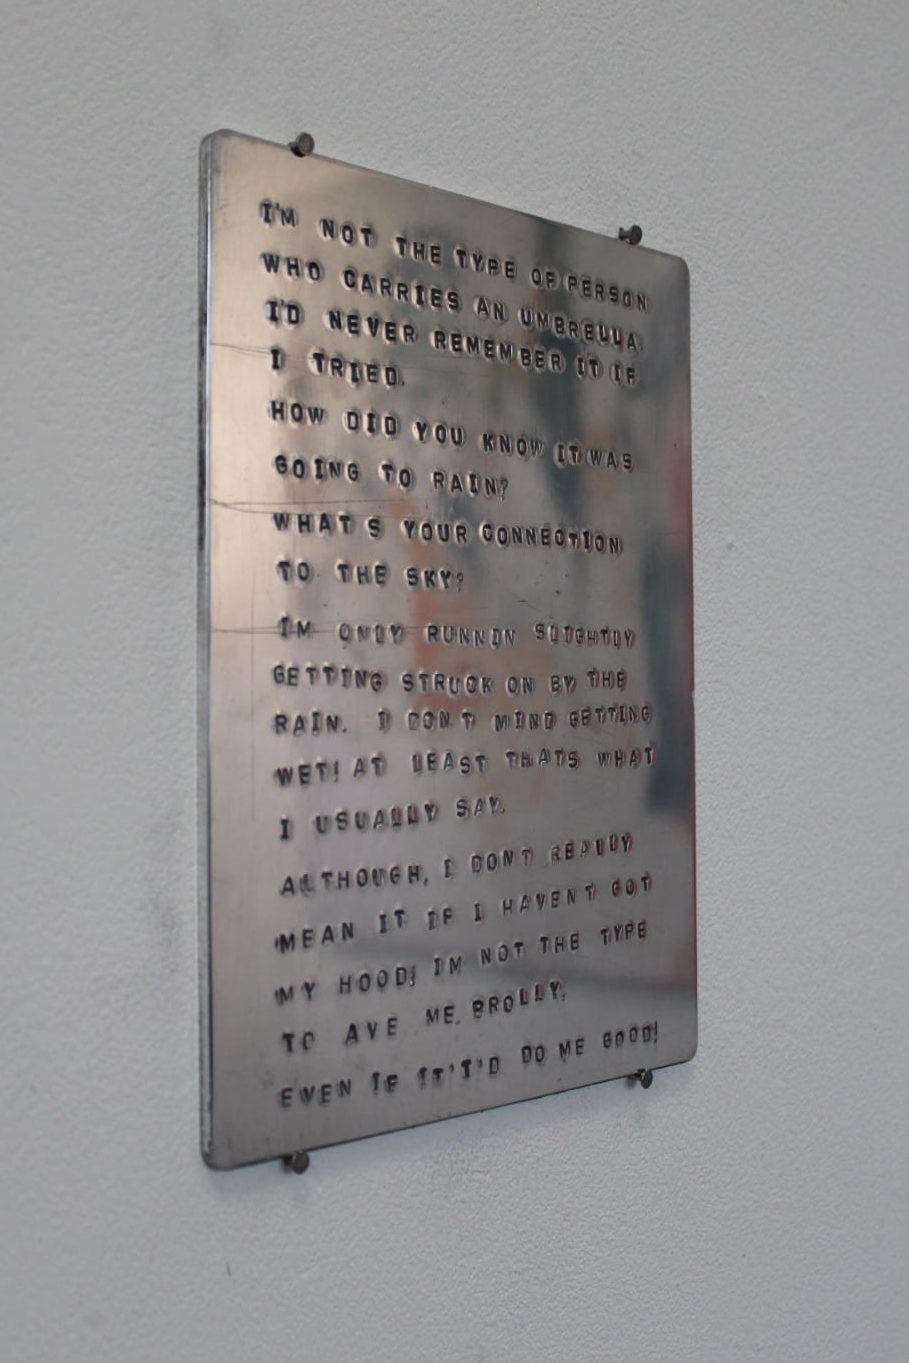 I'M NOT THE TYPE OF PERSON
WHO CARRIES AN UMBRELLA.
I'D NEVER REMEMBER IT IF
I TRIED.
HOW DID YOU KNOW IT WAS
GOING TO RAIN?
WHAT S YOUR CONNECTION
TO THE SKY?
I'M ONLY RUNNIN SLIGHTLY
GETTING STRUCK ON BY THE
RAIN. I DON'T MIND GETTING
WET! AT LEAST THATS WHAT
I USUALLY SAY.
ALTHOUGH, I DON'T REALLY
MEAN IT IF I HAVEN'T GOT
MY HOOD! IM NOT THE TYPE
TO AVE ME BROLLY.
EVEN IF IT'I'D DO ME GOOD!